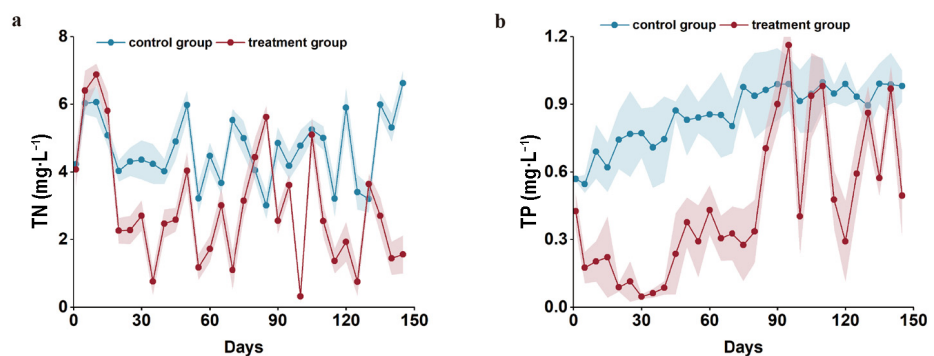 a
TN (mg·L⁻¹)
8
6
4
2
0
control group
treatment group
0 30 60 90 120 150
Days
b
TP (mg·L⁻¹)
1.2
0.9
0.6
0.3
0.0
control group
treatment group
0 30 60 90 120 150
Days